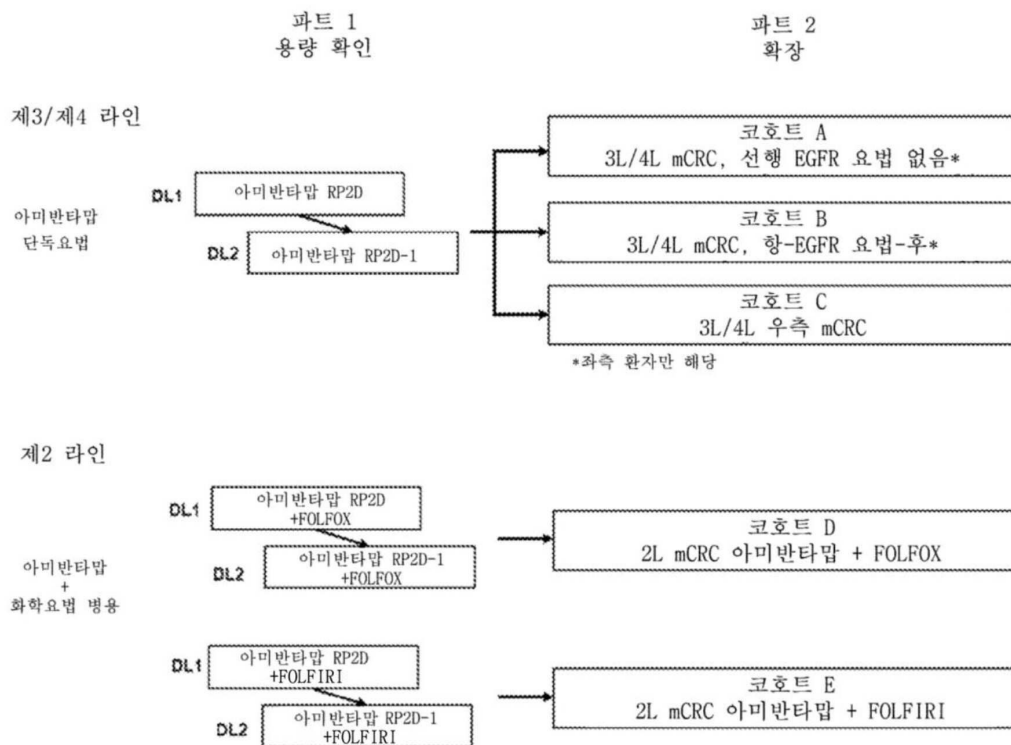 파트 1
용량 확인
파트 2
확장
제3/제4 라인
아미반타맙
단독요법
DL1
아미반타맙 RP2D
DL2
아미반타맙 RP2D-1
코호트 A
3L/4L mCRC, 선행 EGFR 요법 없음*
코호트 B
3L/4L mCRC, 항-EGFR 요법-후*
코호트 C
3L/4L 우측 mCRC
*좌측 환자만 해당
제2 라인
아미반타맙
+
화학요법 병용
DL1
아미반타맙 RP2D
+FOLFOX
DL2
아미반타맙 RP2D-1
+FOLFOX
코호트 D
2L mCRC 아미반타맙 + FOLFOX
DL1
아미반타맙 RP2D
+FOLFIRI
DL2
아미반타맙 RP2D-1
+FOLFIRI
코호트 E
2L mCRC 아미반타맙 + FOLFIRI